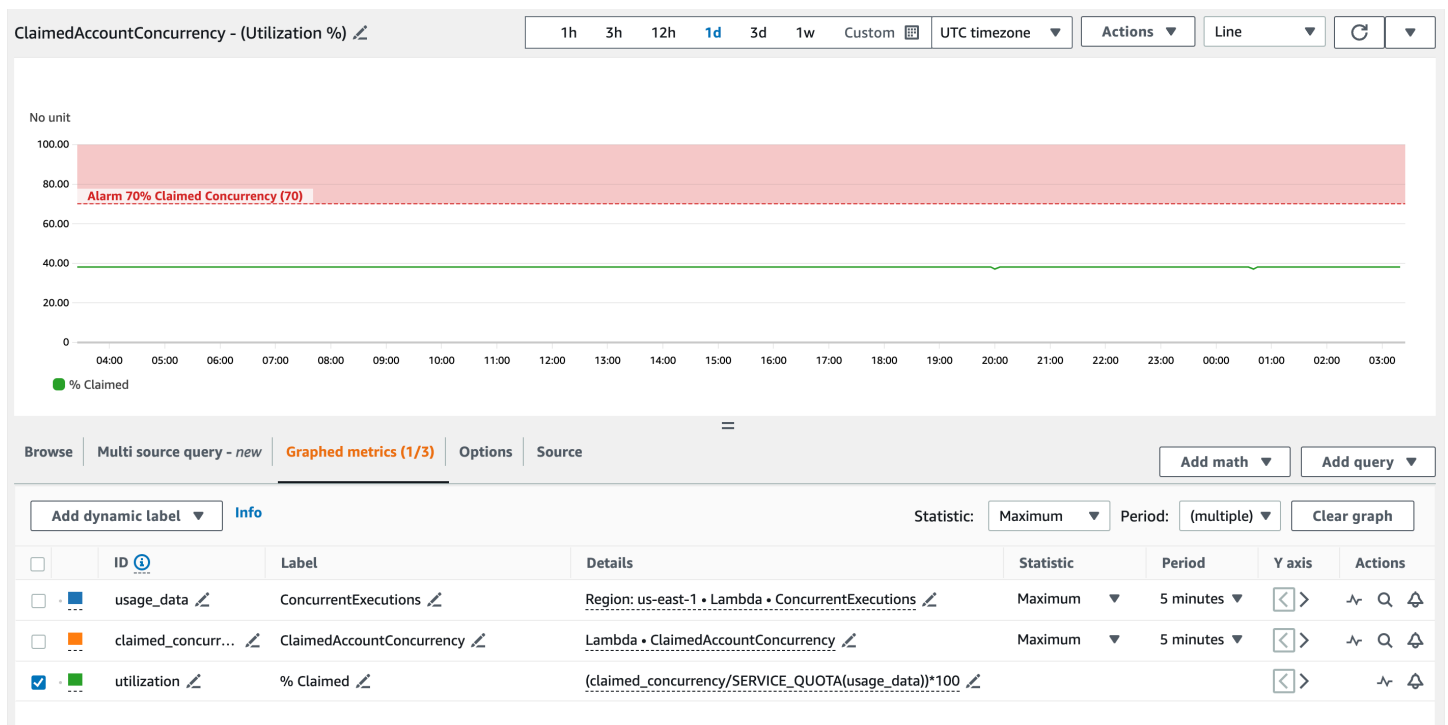 ClaimedAccountConcurrency - (Utilization %) 1h 3h 12h 1d 3d 1w Custom UTC timezone Actions Line
No unit
100.00
80.00
Alarm 70% Claimed Concurrency (70)
60.00
40.00
20.00
0
04:00 05:00 06:00 07:00 08:00 09:00 10:00 11:00 12:00 13:00 14:00 15:00 16:00 17:00 18:00 19:00 20:00 21:00 22:00 23:00 00:00 01:00 02:00 03:00
% Claimed
Browse Multi source query - new Graphed metrics (1/3) Options Source
Add math Add query
Add dynamic label Info Statistic: Maximum Period: (multiple) Clear graph
ID Label Details Statistic Period Y axis Actions
usage_data ConcurrentExecutions Region: us-east-1 • Lambda • ConcurrentExecutions Maximum 5 minutes
claimed_concurr... ClaimedAccountConcurrency Lambda • ClaimedAccountConcurrency Maximum 5 minutes
utilization % Claimed (claimed_concurrency/SERVICE_QUOTA(usage_data))*100